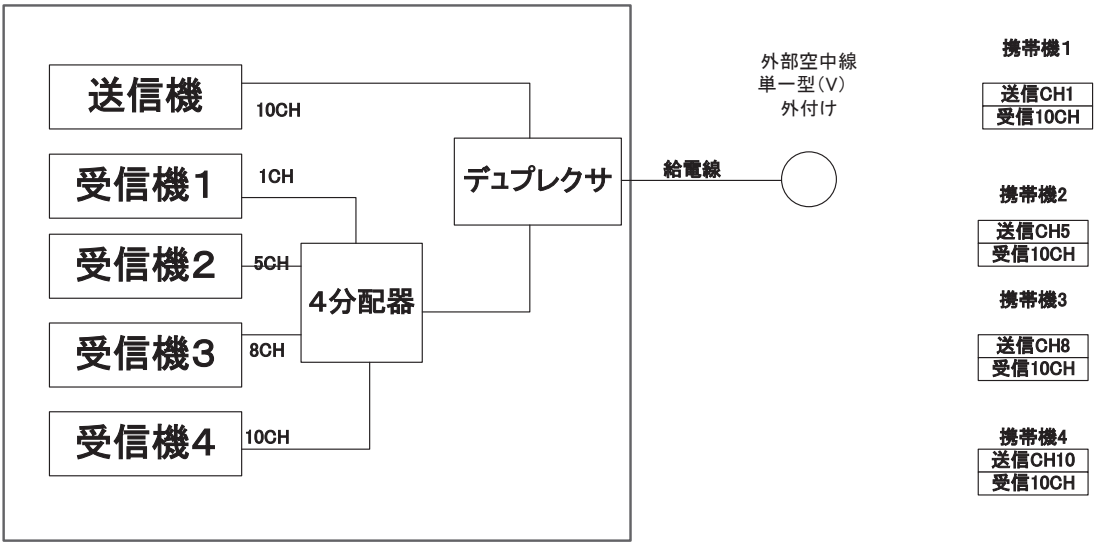 送信機
10CH
受信機1
1CH
受信機2
5CH
受信機3
8CH
受信機4
10CH
4分配器
デュプレクサ
給電線
外部空中線
単一型(V)
外付け
携帯機1
送信CH1
受信10CH
携帯機2
送信CH5
受信10CH
携帯機3
送信CH8
受信10CH
携帯機4
送信CH10
受信10CH